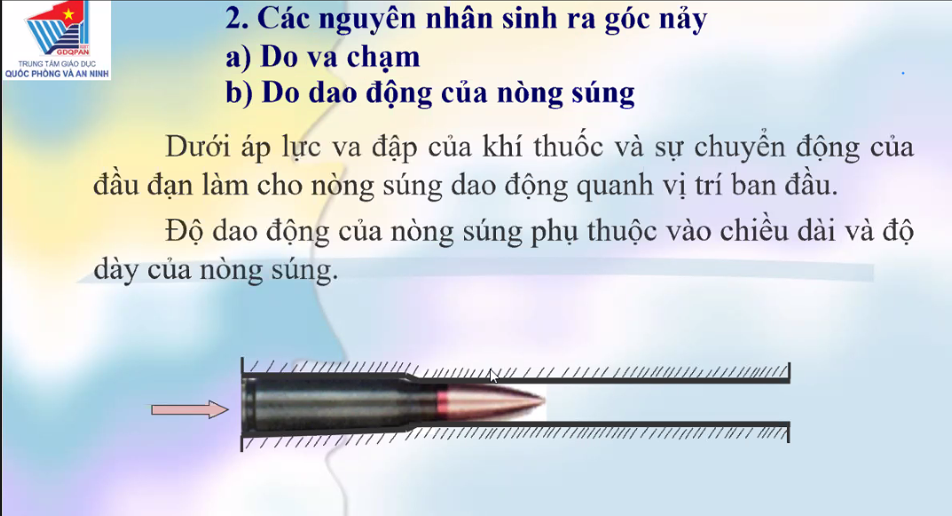 GDQPAN
TRUNG TÂM GIÁO DỤC
QUỐC PHÒNG VÀ AN NINH
2. Các nguyên nhân sinh ra góc nảy
a) Do va chạm
b) Do dao động của nòng súng
Dưới áp lực va đập của khí thuốc và sự chuyển động của
đầu đạn làm cho nòng súng dao động quanh vị trí ban đầu.
Độ dao động của nòng súng phụ thuộc vào chiều dài và độ
dày của nòng súng.